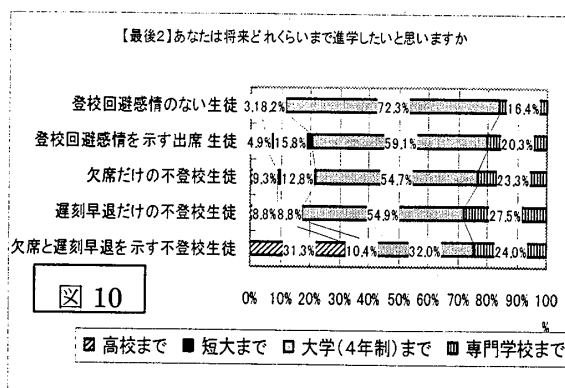 【最後2】あなたは将来どれくらいまで進学したいと思いますか
登校回避感情のない生徒 3.1 8.2% 72.3% 16.4%
登校回避感情を示す出席 生徒 4.9% 15.8% 59.1% 20.3%
欠席だけの不登校生徒 9.3% 12.8% 54.7% 23.3%
遅刻早退だけの不登校生徒 8.8% 8.8% 54.9% 27.5%
欠席と遅刻早退を示す不登校生徒 31.3% 10.4% 32.0% 24.0%
図 10
0% 10% 20% 30% 40% 50% 60% 70% 80% 90% 100
%
高校まで 短大まで 大学(4年制)まで 専門学校まで